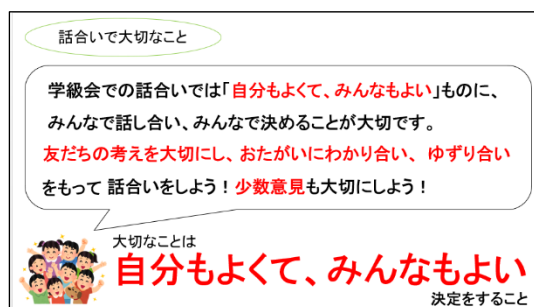 話合いで大切なこと
学級会での話合いでは「自分もよくて、みんなもよい」ものに、
みんなで話し合い、みんなで決めることが大切です。
友だちの考えを大切にし、おたがいにわかり合い、ゆずり合い
をもって 話合いをしよう！少数意見も大切にしよう！
大切なことは
自分もよくて、みんなもよい
決定をすること